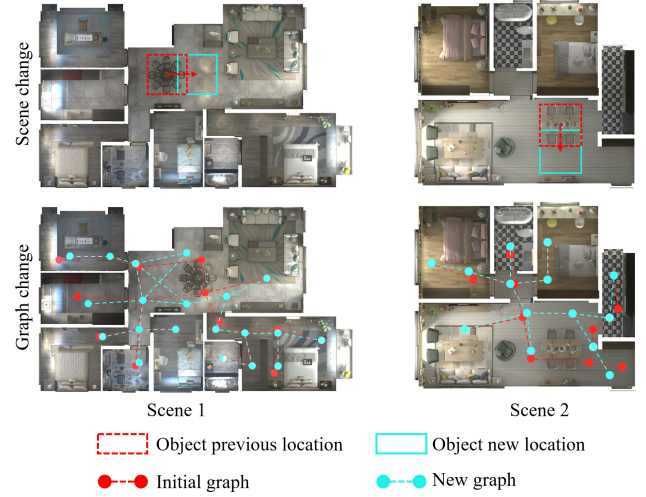 Scene change
Graph change
Scene 1
Scene 2
Object previous location
Object new location
Initial graph
New graph